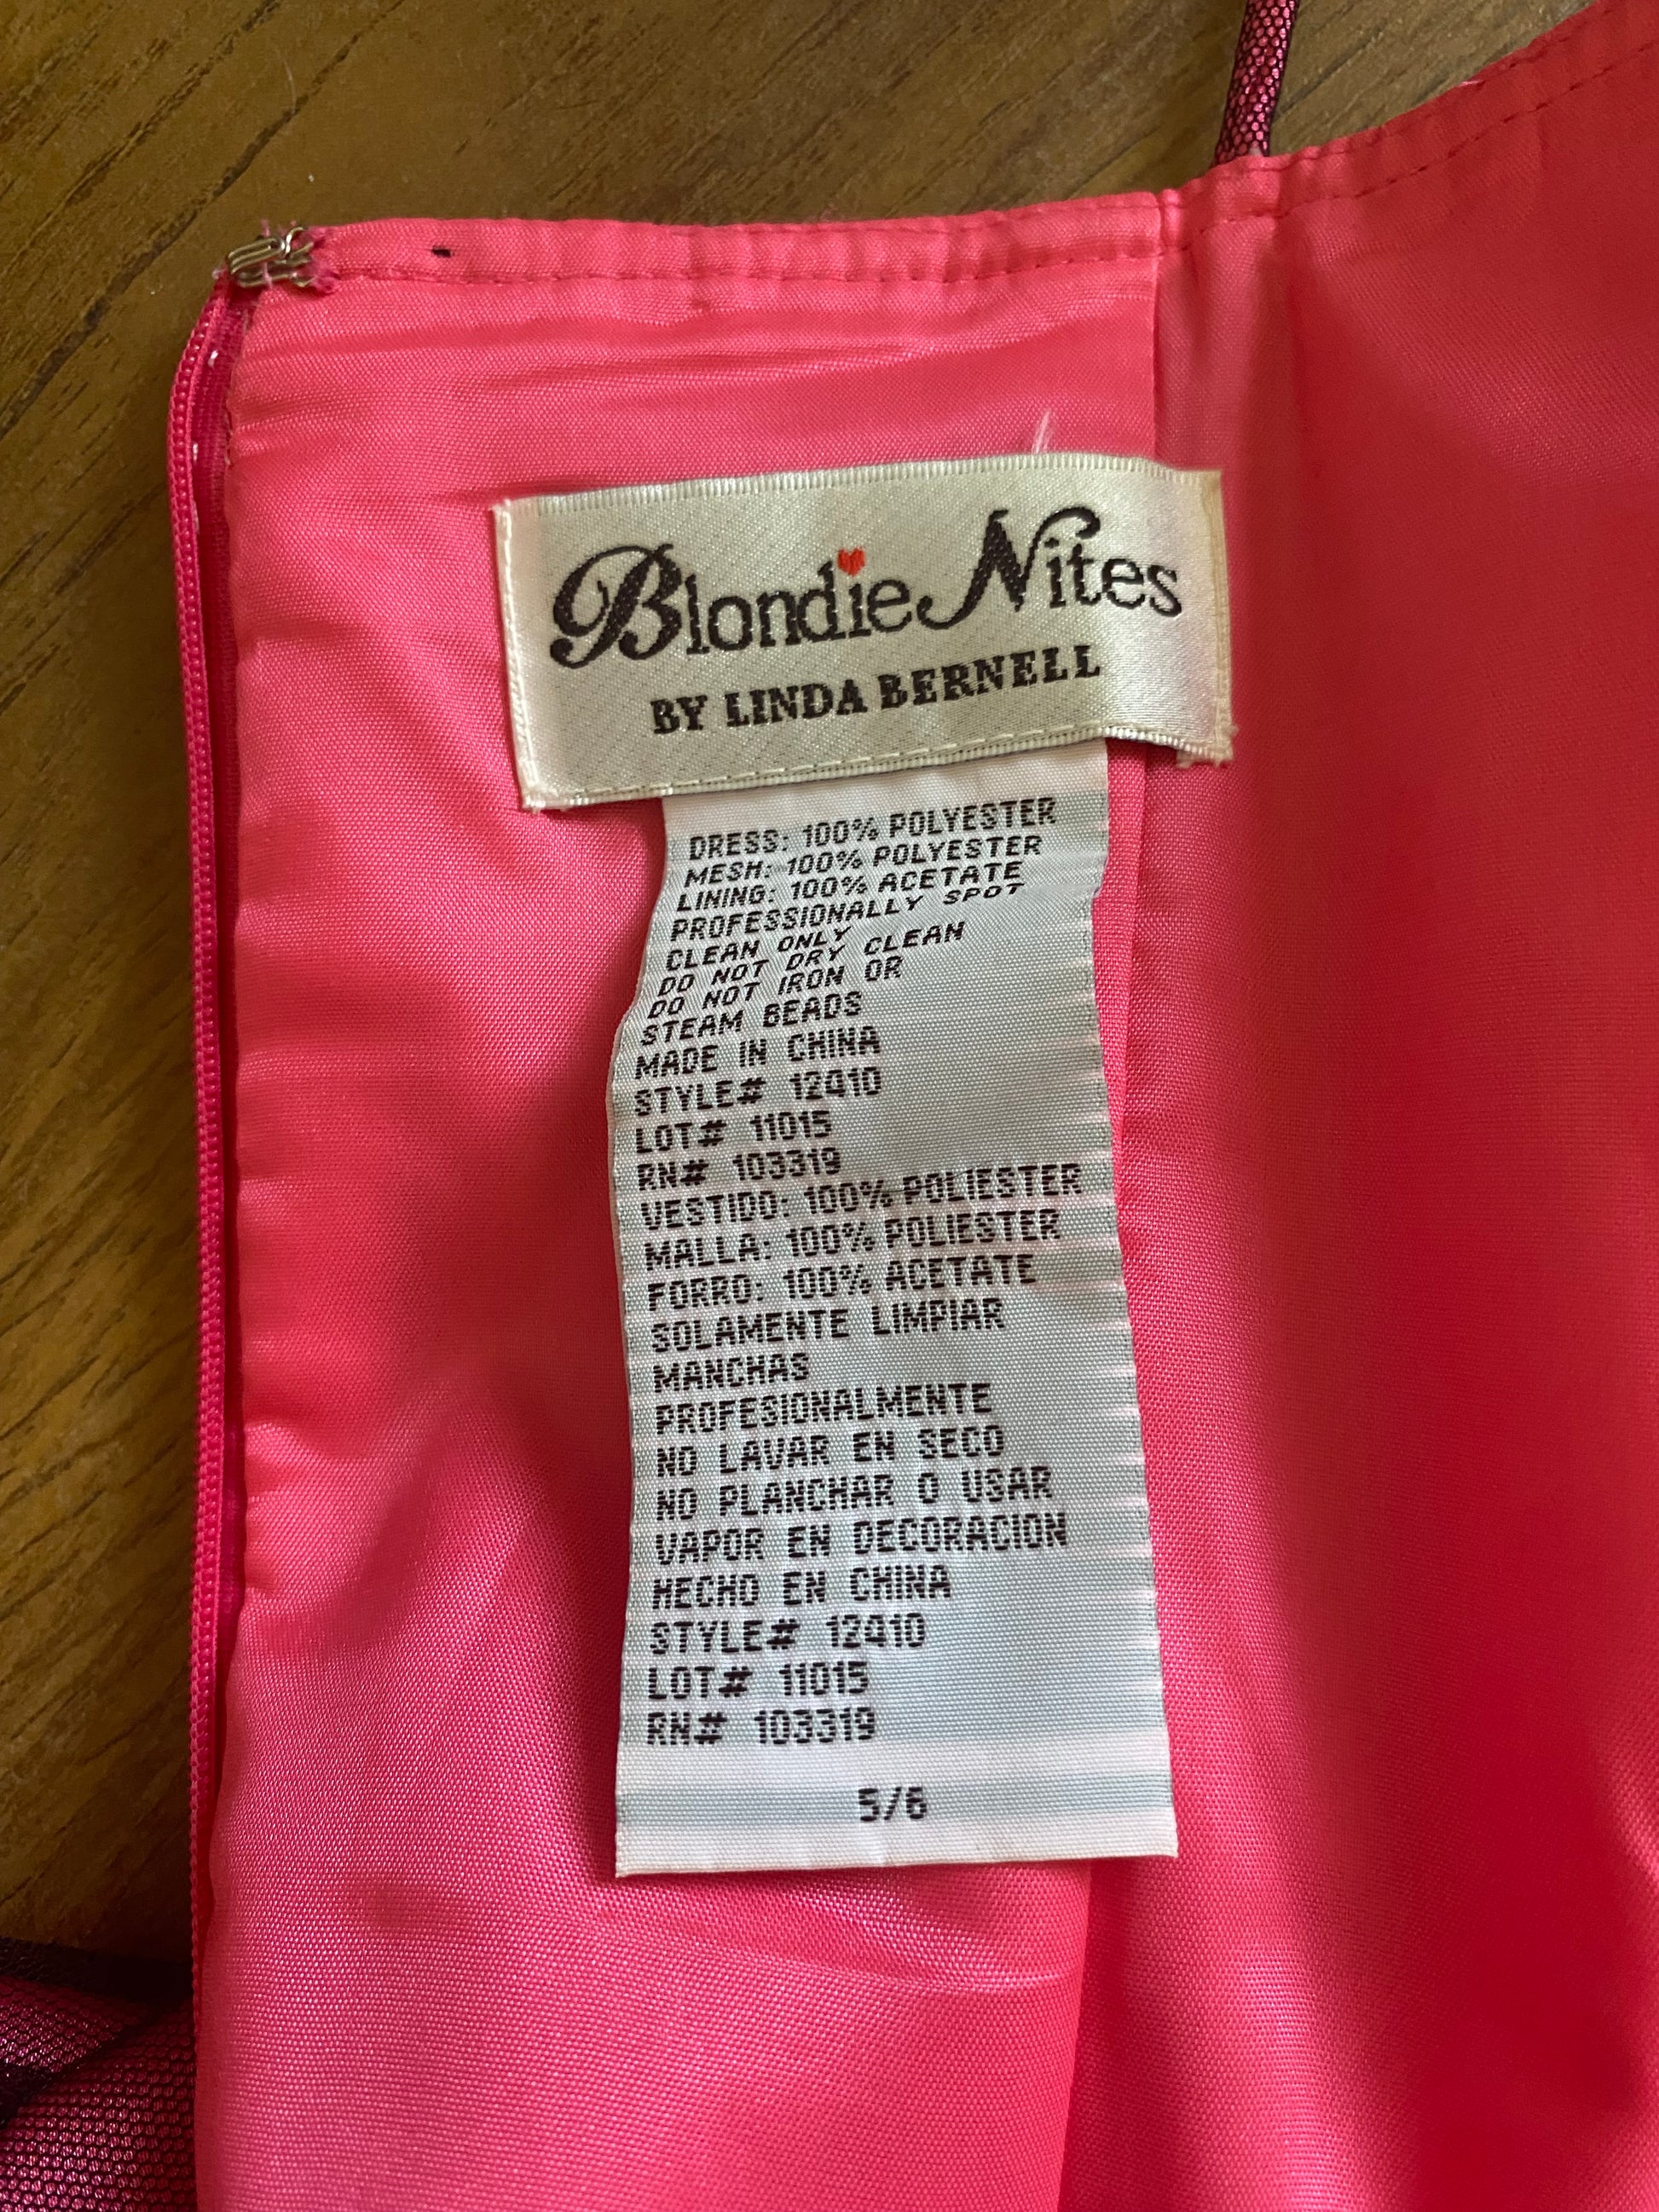 Blondie Nites
BY LINDA BERNELL
DRESS: 100% POLYESTER
MESH: 100% POLYESTER
LINING: 100% ACETATE
PROFESSIONALLY SPOT
CLEAN ONLY
DO NOT DRY CLEAN
DO NOT IRON OR
STEAM BEADS
MADE IN CHINA
STYLE# 12410
LOT# 11015
RN# 103319
VESTIDO: 100% POLIESTER
MALLA: 100% POLIESTER
FORRO: 100% ACETATE
SOLAMENTE LIMPIAR
MANCHAS
PROFESIONALMENTE
NO LAVAR EN SECO
NO PLANCHAR O USAR
VAPOR EN DECORACION
HECHO EN CHINA
STYLE# 12410
LOT# 11015
RN# 103319
5/6